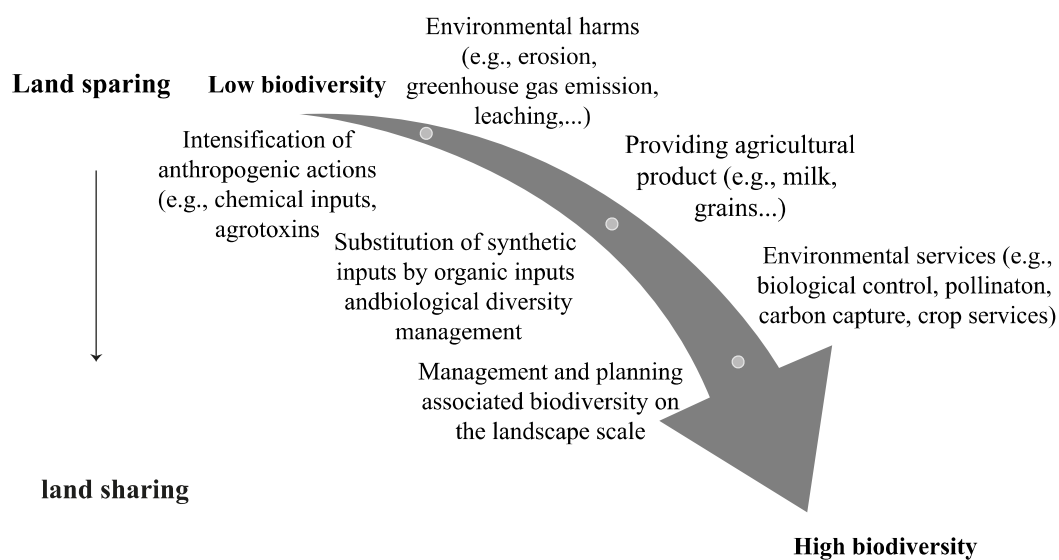 Land sparing
Low biodiversity
Environmental harms
(e.g., erosion,
greenhouse gas emission,
leaching,...)
Intensification of
anthropogenic actions
(e.g., chemical inputs,
agrotoxins
Providing agricultural
product (e.g., milk,
grains...)
Substitution of synthetic
inputs by organic inputs
andbiological diversity
management
Environmental services (e.g.,
biological control, pollinaton,
carbon capture, crop services)
Management and planning
associated biodiversity on
the landscape scale
land sharing
High biodiversity